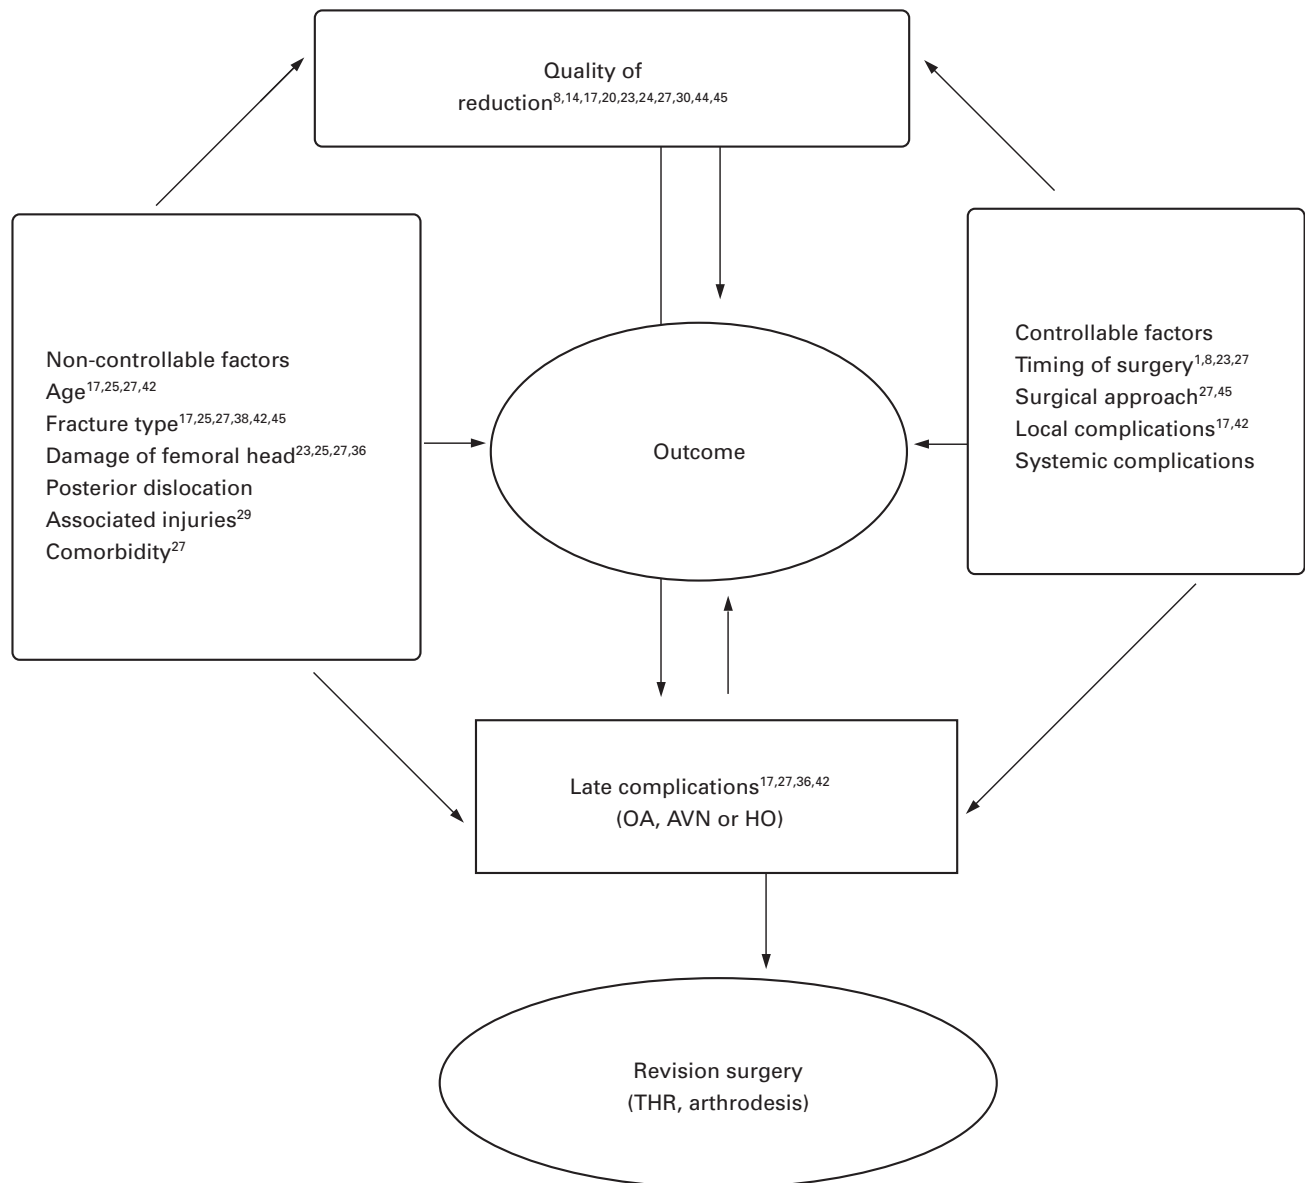 Quality of
reduction8,14,17,20,23,24,27,30,44,45
Non-controllable factors
Age17,25,27,42
Fracture type17,25,27,38,42,45
Damage of femoral head23,25,27,36
Posterior dislocation
Associated injuries29
Comorbidity27
Outcome
Controllable factors
Timing of surgery1,8,23,27
Surgical approach27,45
Local complications17,42
Systemic complications
Late complications17,27,36,42
(OA, AVN or HO)
Revision surgery
(THR, arthrodesis)